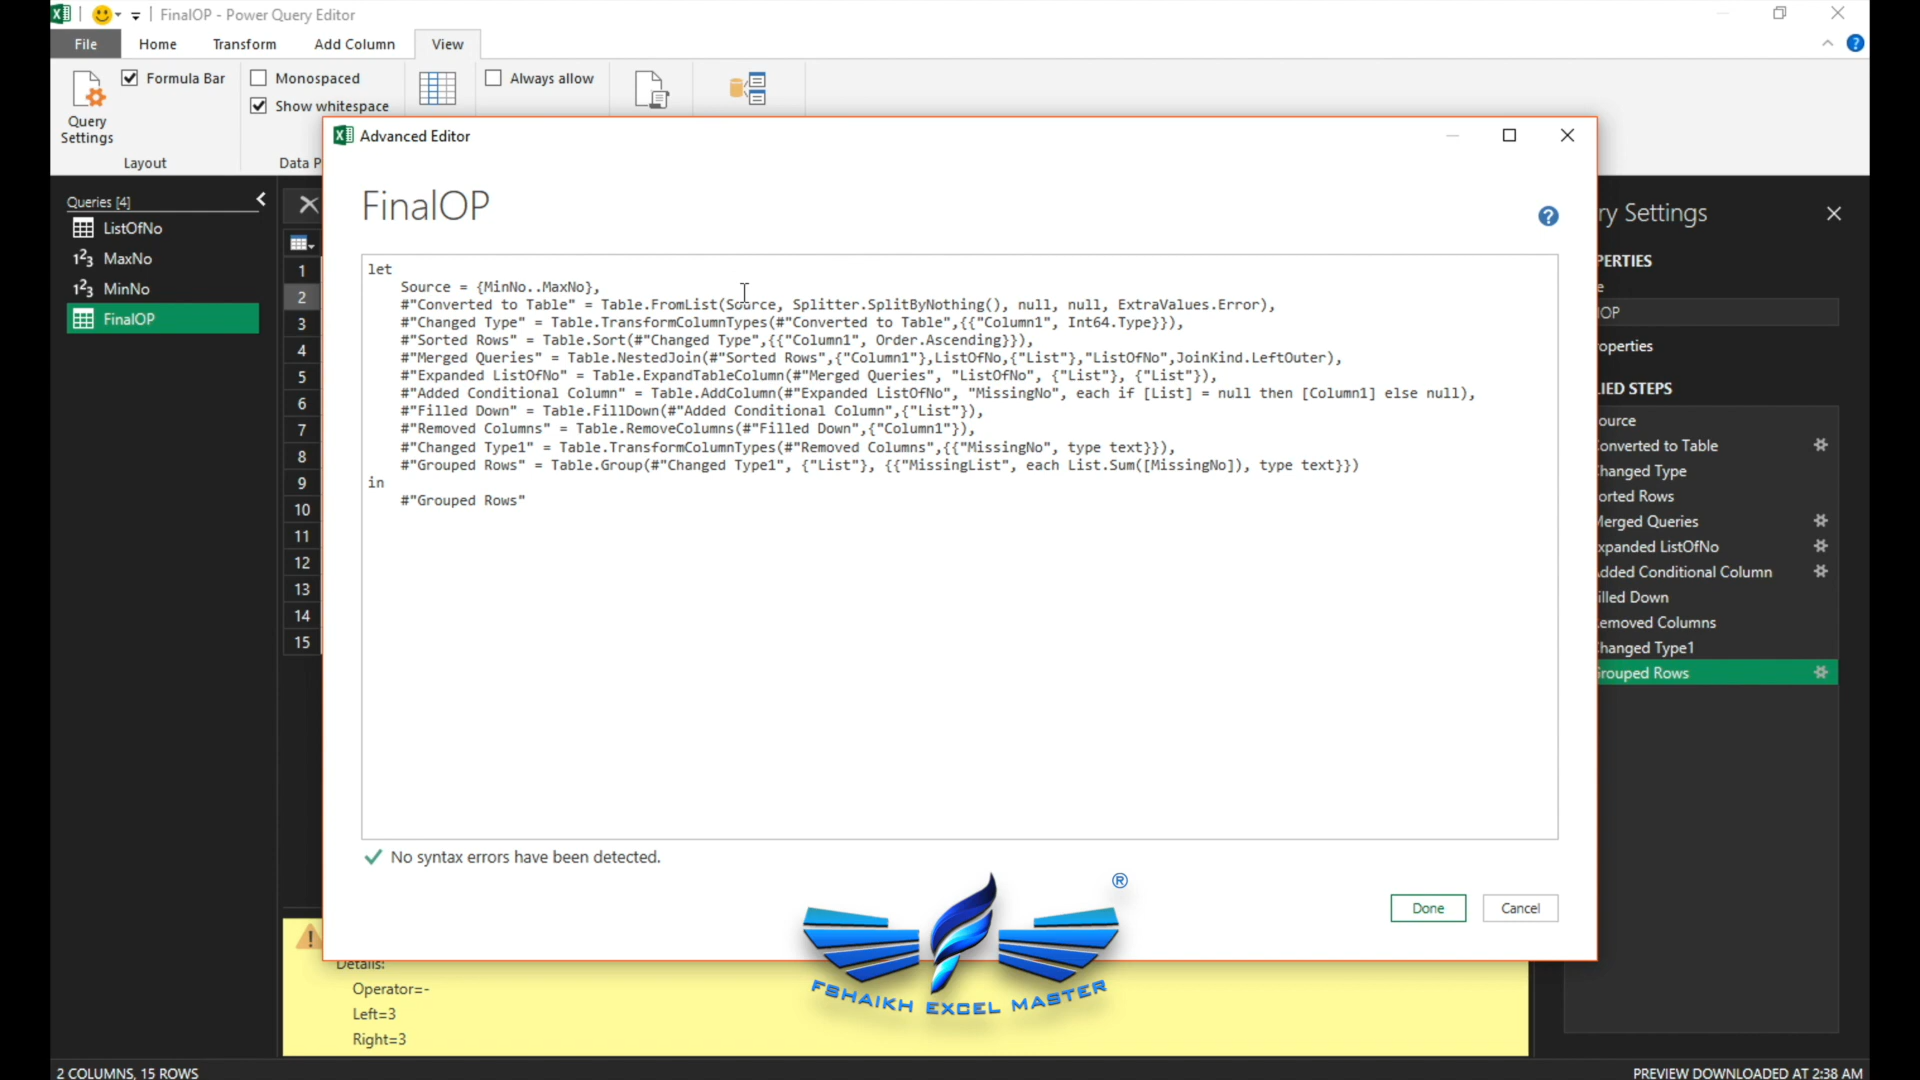 FinalOP - Power Query Editor
File
Home
Transform
Add Column
View
Query
Settings
Layout
Formula Bar
Monospaced
Show whitespace
Data P
Always allow
Queries [4]
ListOfNo
MaxNo
MinNo
FinalOP
1
2
3
4
5
6
7
8
9
10
11
12
13
14
15
Advanced Editor
FinalOP
let
Source = {MinNo..MaxNo},
#"Converted to Table" = Table.FromList(Source, Splitter.SplitByNothing(), null, null, ExtraValues.Error),
#"Changed Type" = Table.TransformColumnTypes(#"Converted to Table",{{"Column1", Int64.Type}}),
#"Sorted Rows" = Table.Sort(#"Changed Type",{{"Column1", Order.Ascending}}),
#"Merged Queries" = Table.NestedJoin(#"Sorted Rows",{"Column1"},ListOfNo,{"List"},"ListOfNo",JoinKind.LeftOuter),
#"Expanded ListOfNo" = Table.ExpandTableColumn(#"Merged Queries", "ListOfNo", {"List"}, {"List"}),
#"Added Conditional Column" = Table.AddColumn(#"Expanded ListOfNo", "MissingNo", each if [List] = null then [Column1] else null),
#"Filled Down" = Table.FillDown(#"Added Conditional Column",{"List"}),
#"Removed Columns" = Table.RemoveColumns(#"Filled Down",{"Column1"}),
#"Changed Type1" = Table.TransformColumnTypes(#"Removed Columns",{{"MissingNo", type text}}),
#"Grouped Rows" = Table.Group(#"Changed Type1", {"List"}, {{"MissingList", each List.Sum([MissingNo]), type text}})
in
#"Grouped Rows"
No syntax errors have been detected.
Done
Cancel
®
FSHAIKH EXCEL MASTER
ry Settings
PERTIES
e
OP
operties
LIED STEPS
ource
onverted to Table
hanged Type
orted Rows
Merged Queries
xpanded ListOfNo
dded Conditional Column
illed Down
emoved Columns
hanged Type1
rouped Rows
Details:
Operator=-
Left=3
Right=3
2 COLUMNS, 15 ROWS
PREVIEW DOWNLOADED AT 2:38 AM